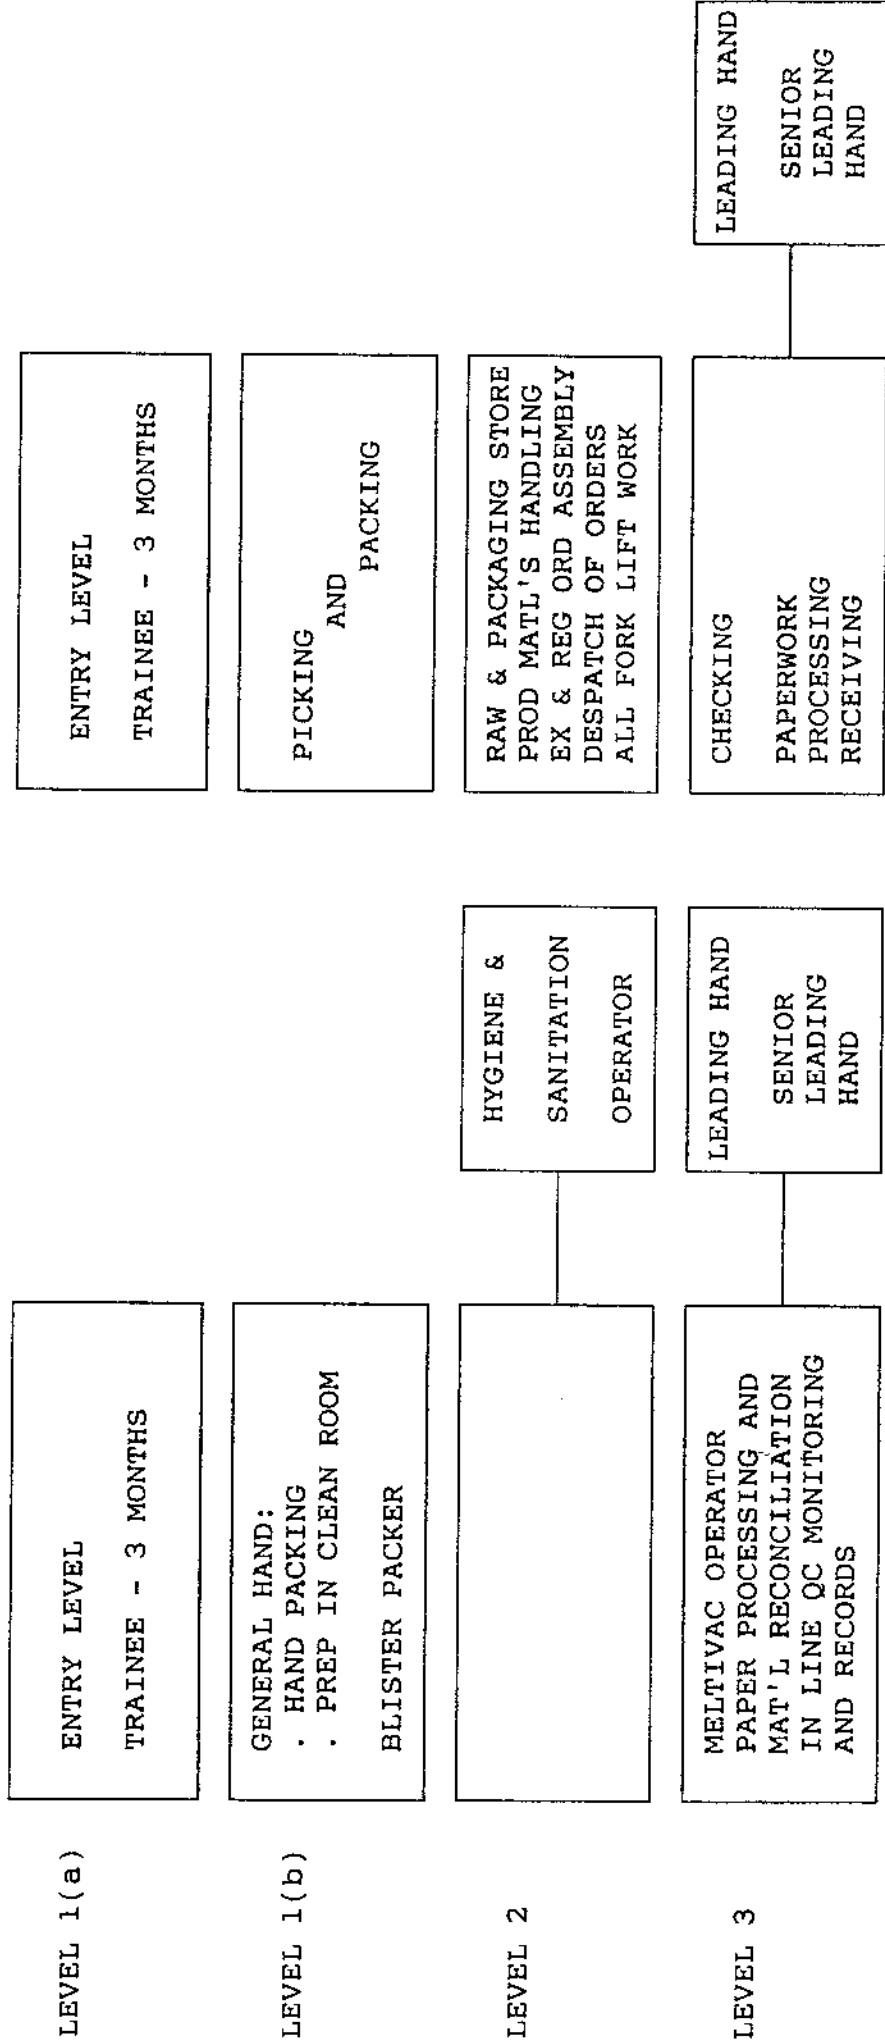 LEVEL 1(a)
ENTRY LEVEL
TRAINEE - 3 MONTHS
ENTRY LEVEL
TRAINEE - 3 MONTHS
LEVEL 1(b)
GENERAL HAND:
. HAND PACKING
. PREP IN CLEAN ROOM
BLISTER PACKER
PICKING
AND
PACKING
LEVEL 2
HYGIENE &
SANITATION
OPERATOR
RAW & PACKAGING STORE
PROD MATL'S HANDLING
EX & REG ORD ASSEMBLY
DESPATCH OF ORDERS
ALL FORK LIFT WORK
LEVEL 3
MELTIVAC OPERATOR
PAPER PROCESSING AND
MAT'L RECONCILIATION
IN LINE QC MONITORING
AND RECORDS
LEADING HAND
SENIOR
LEADING
HAND
CHECKING
PAPERWORK
PROCESSING
RECEIVING
LEADING HAND
SENIOR
LEADING
HAND